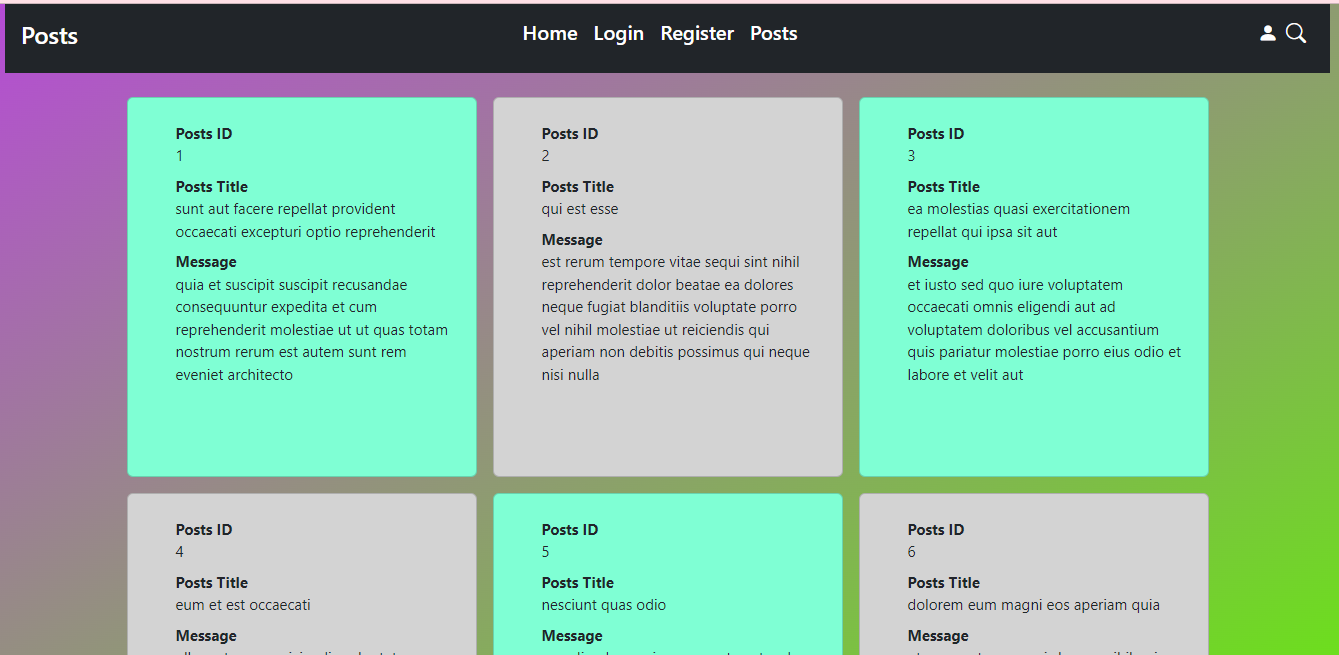 Posts
Home Login Register Posts
Posts ID
1
Posts Title
sunt aut facere repellat provident
occaecati excepturi optio reprehenderit
Message
quia et suscipit suscipit recusandae
consequuntur expedita et cum
reprehenderit molestiae ut ut quas totam
nostrum rerum est autem sunt rem
eveniet architecto
Posts ID
2
Posts Title
qui est esse
Message
est rerum tempore vitae sequi sint nihil
reprehenderit dolor beatae ea dolores
neque fugiat blanditiis voluptate porro
vel nihil molestiae ut reiciendis qui
aperiam non debitis possimus qui neque
nisi nulla
Posts ID
3
Posts Title
ea molestias quasi exercitationem
repellat qui ipsa sit aut
Message
et iusto sed quo iure voluptatem
occaecati omnis eligendi aut ad
voluptatem doloribus vel accusantium
quis pariatur molestiae porro eius odio et
labore et velit aut
Posts ID
4
Posts Title
eum et est occaecati
Message
Posts ID
5
Posts Title
nesciunt quas odio
Message
Posts ID
6
Posts Title
dolorem eum magni eos aperiam quia
Message